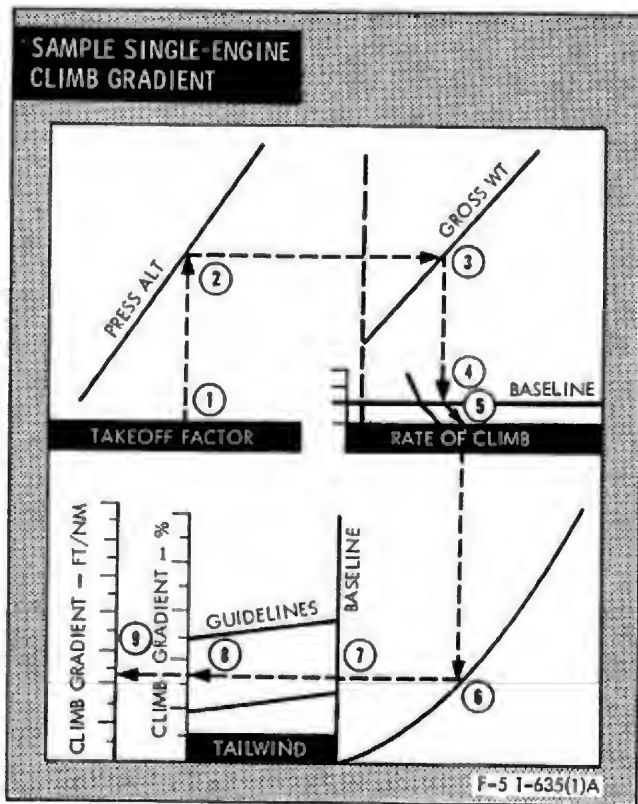 SAMPLE SINGLE-ENGINE
CLIMB GRADIENT
PRESS ALT
GROSS WT
1
2
3
4
5
BASELINE
TAKEOFF FACTOR
RATE OF CLIMB
CLIMB GRADIENT — FT/NM
CLIMB GRADIENT — %
GUIDELINES
BASELINE
9
8
7
6
TAILWIND
F-5 1-635(1)A